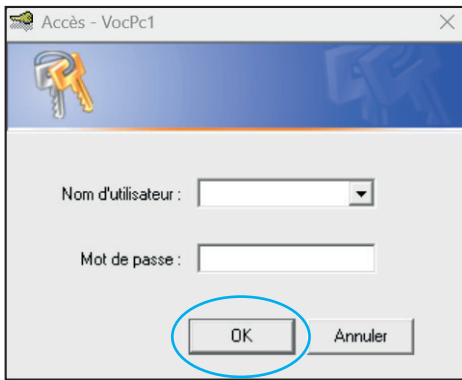 Accès - VocPc1
Nom d'utilisateur :
Mot de passe :
OK
Annuler